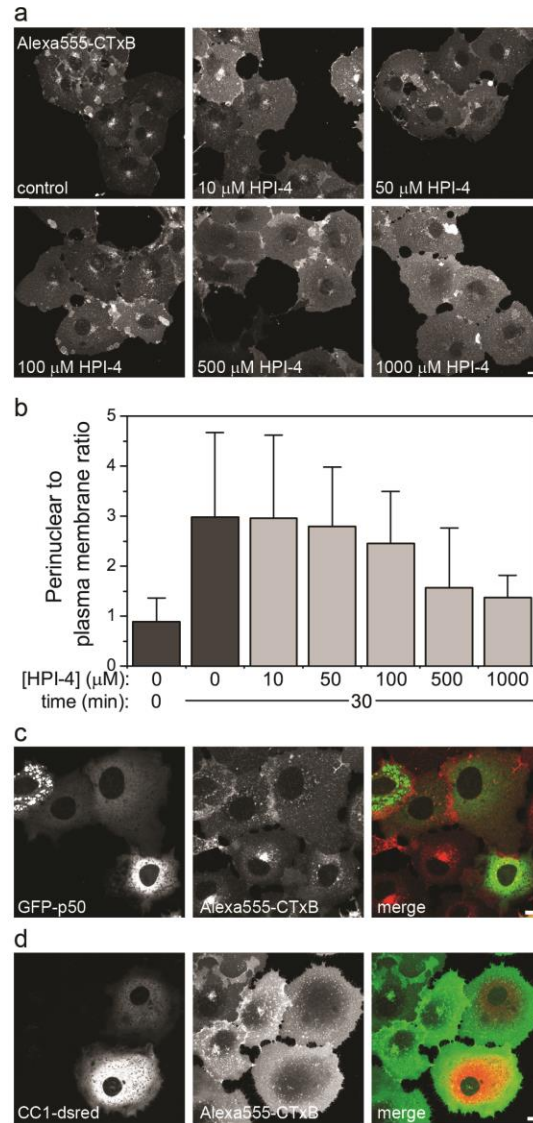 a
Alexa555-CTxB
control
10 μM HPI-4
50 μM HPI-4
100 μM HPI-4
500 μM HPI-4
1000 μM HPI-4
b
Perinuclear to
plasma membrane ratio
5
4
3
2
1
0
[HPI-4] (μM): 0 0 10 50 100 500 1000
time (min): 0 30
c
GFP-p50
Alexa555-CTxB
merge
d
CC1-dsred
Alexa555-CTxB
merge